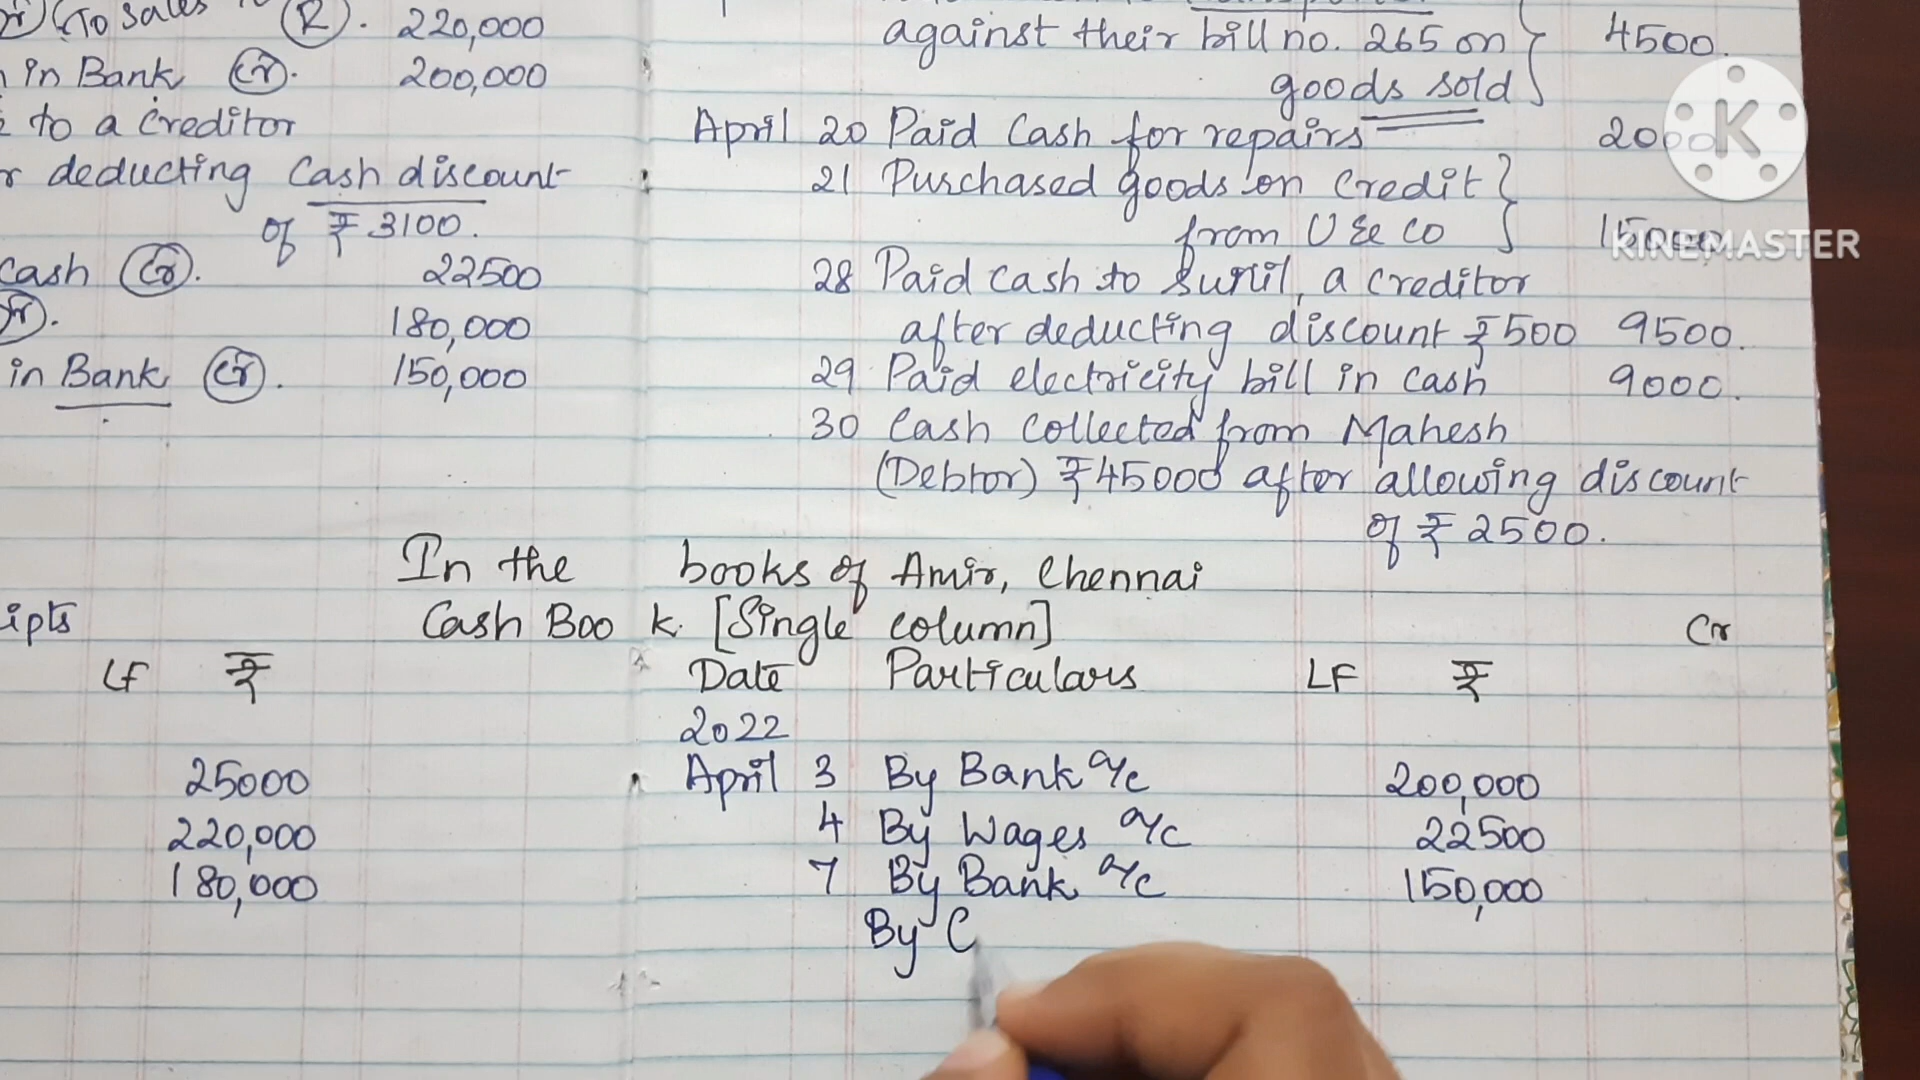 (To Sales R. 220,000
in Bank Cr. 200,000
to a creditor
deducting cash discount
of ₹ 3100.
cash Cr. 22500
180,000
in Bank Cr. 150,000
against their bill no. 265 on 4500.
goods sold
April 20 Paid Cash for repairs
21 Purchased goods on credit
from U & Co
28 Paid cash to Sunil, a creditor
after deducting discount ₹500 9500.
29 Paid electricity bill in cash 9000.
30 Cash collected from Mahesh
(Debtor) ₹45000 after allowing discount
of ₹ 2500.
K
KINEMASTER
In the books of Amir, Chennai
Cash Book. [Single column]
Cr
LF ₹ Date Particulars LF ₹
2022
25000 April 3 By Bank a/c 200,000
220,000 4 By Wages a/c 22500
180,000 7 By Bank a/c 150,000
By C